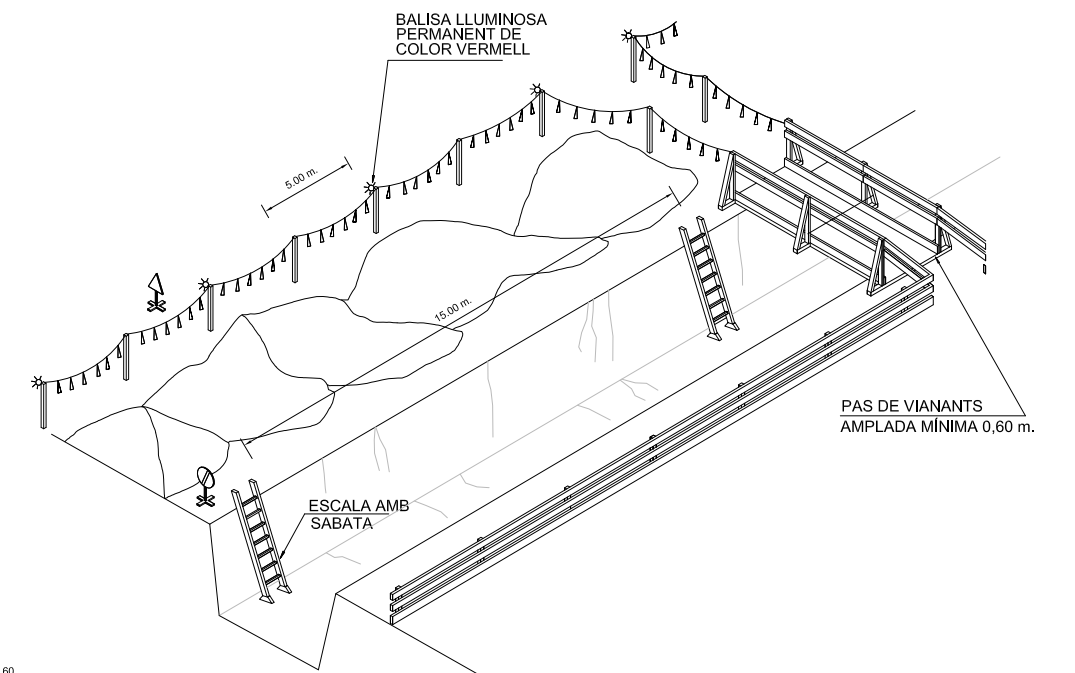 BALISA LLUMINOSA
PERMANENT DE
COLOR VERMELL
5.00 m.
15.00 m.
PAS DE VIANANTS
AMPLADA MÍNIMA 0,60 m.
ESCALA AMB
SABATA
60